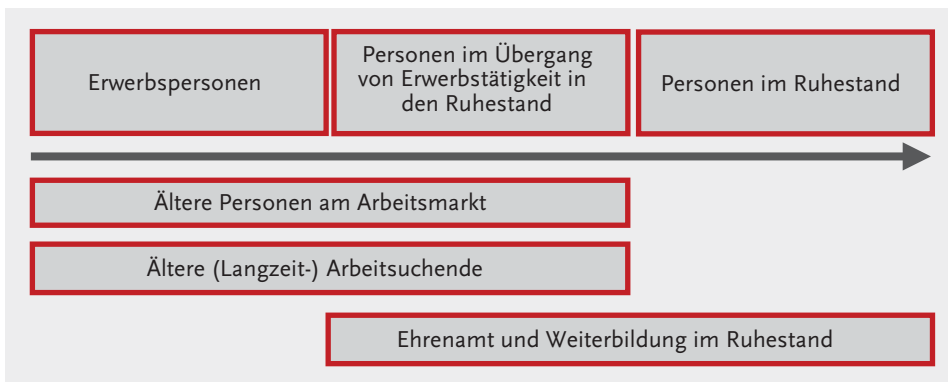 Erwerbspersonen
Personen im Übergang
von Erwerbstätigkeit in
den Ruhestand
Personen im Ruhestand
Ältere Personen am Arbeitsmarkt
Ältere (Langzeit-) Arbeitsuchende
Ehrenamt und Weiterbildung im Ruhestand